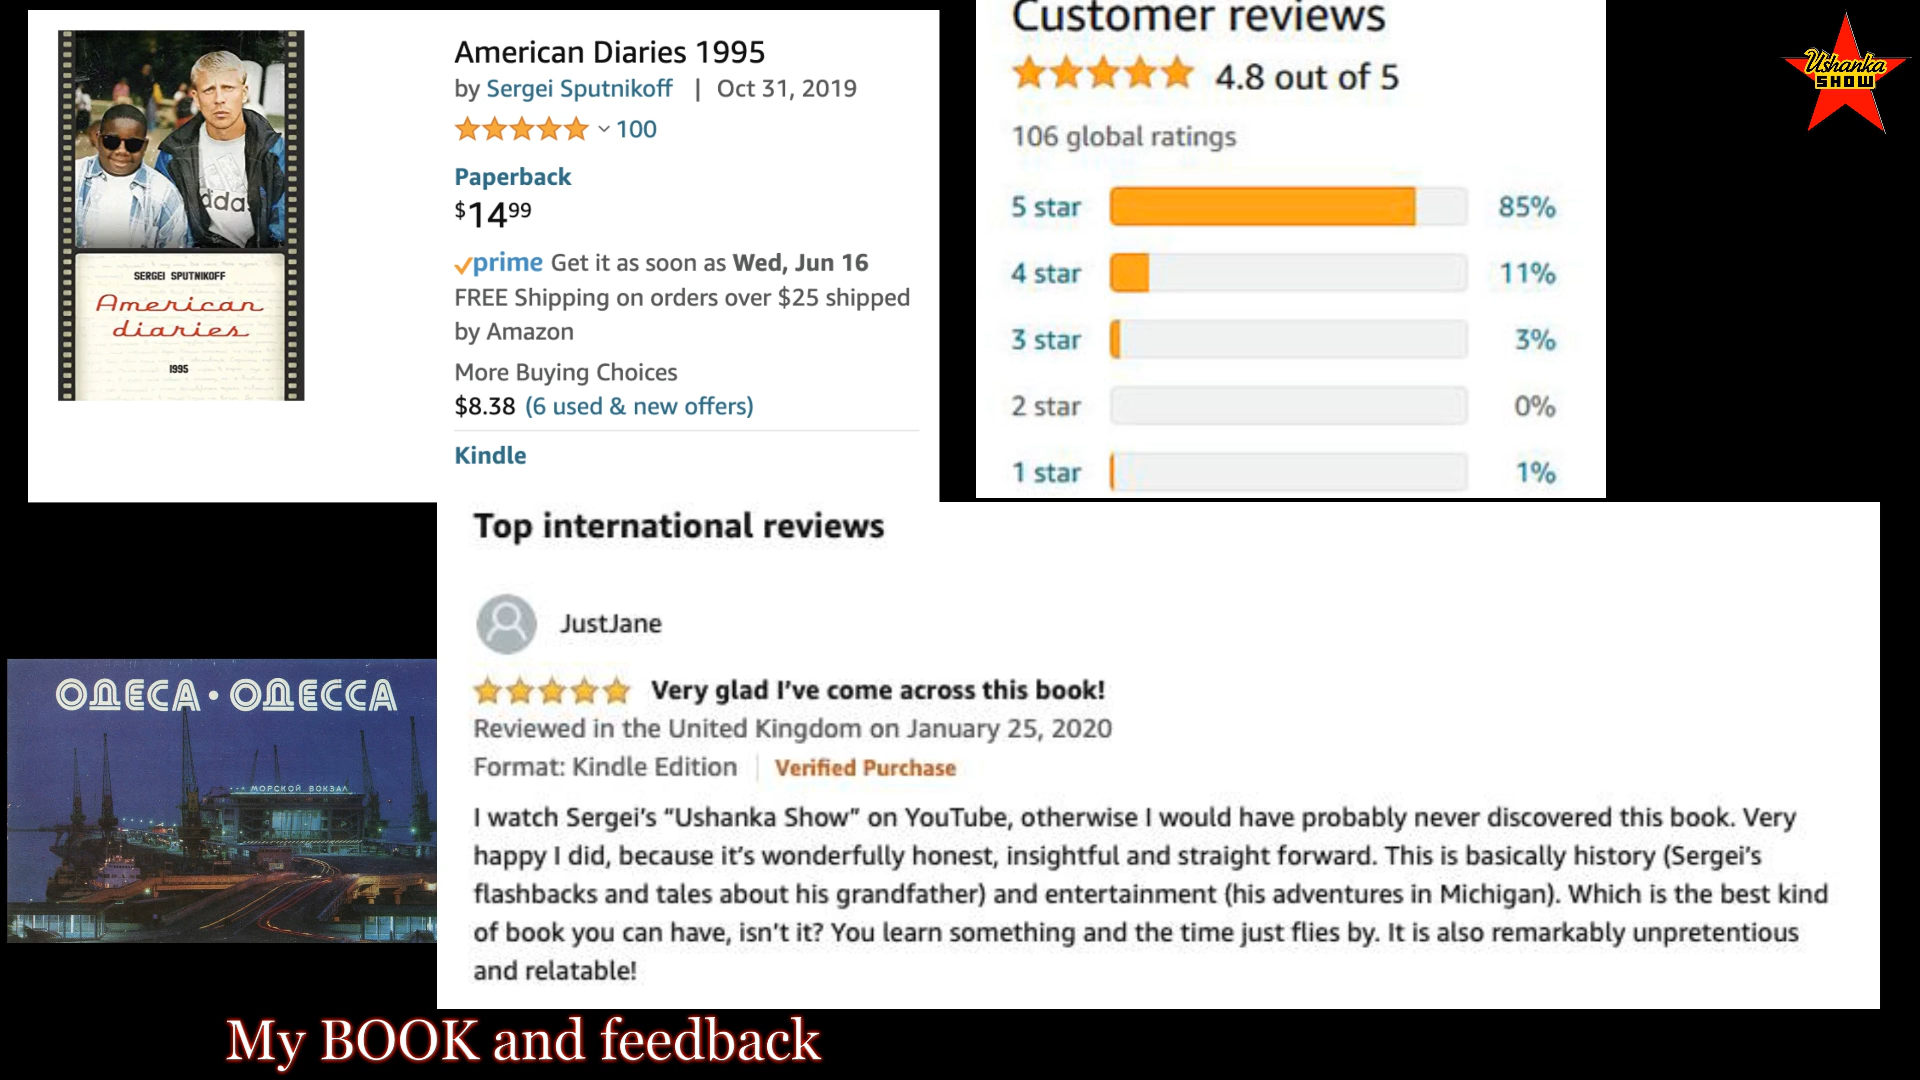 American Diaries 1995
by Sergei Sputnikoff | Oct 31, 2019
100
Paperback
$14.99
prime Get it as soon as Wed, Jun 16
FREE Shipping on orders over $25 shipped
by Amazon
More Buying Choices
$8.38 (6 used & new offers)
Kindle
adidas
SERGEI SPUTNIKOFF
American
diaries
1995
Customer reviews
4.8 out of 5
106 global ratings
5 star 85%
4 star 11%
3 star 3%
2 star 0%
1 star 1%
Ushanka
SHOW
Top international reviews
JustJane
Very glad I've come across this book!
Reviewed in the United Kingdom on January 25, 2020
Format: Kindle Edition | Verified Purchase
I watch Sergei's "Ushanka Show" on YouTube, otherwise I would have probably never discovered this book. Very
happy I did, because it's wonderfully honest, insightful and straight forward. This is basically history (Sergei's
flashbacks and tales about his grandfather) and entertainment (his adventures in Michigan). Which is the best kind
of book you can have, isn't it? You learn something and the time just flies by. It is also remarkably unpretentious
and relatable!
ОДЕСА • ОДЕССА
МОРСКОЙ ВОКЗАЛ
My BOOK and feedback